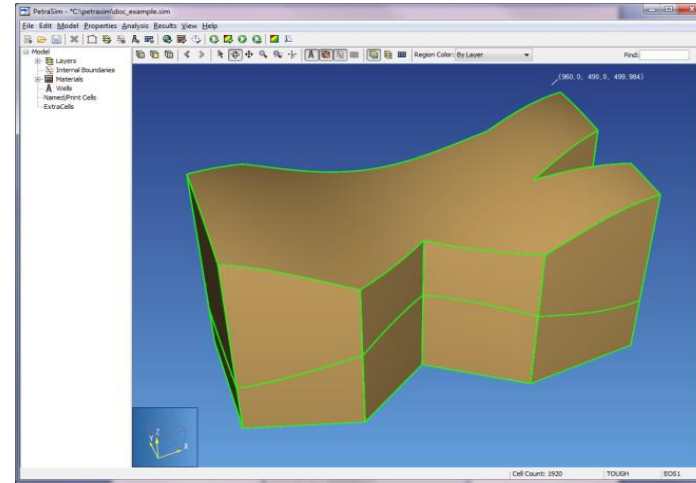 PetraSim - *C:\petrasim\doc_example.sim
File Edit Model Properties Analysis Results View Help
Region Color: By Layer
Find:
Model
Layers
Internal Boundaries
Materials
Wells
Named/Print Cells
ExtraCells
(960.0, 490.0, 499.984)
Z
Y
X
Cell Count: 1920 TOUGH EOS1